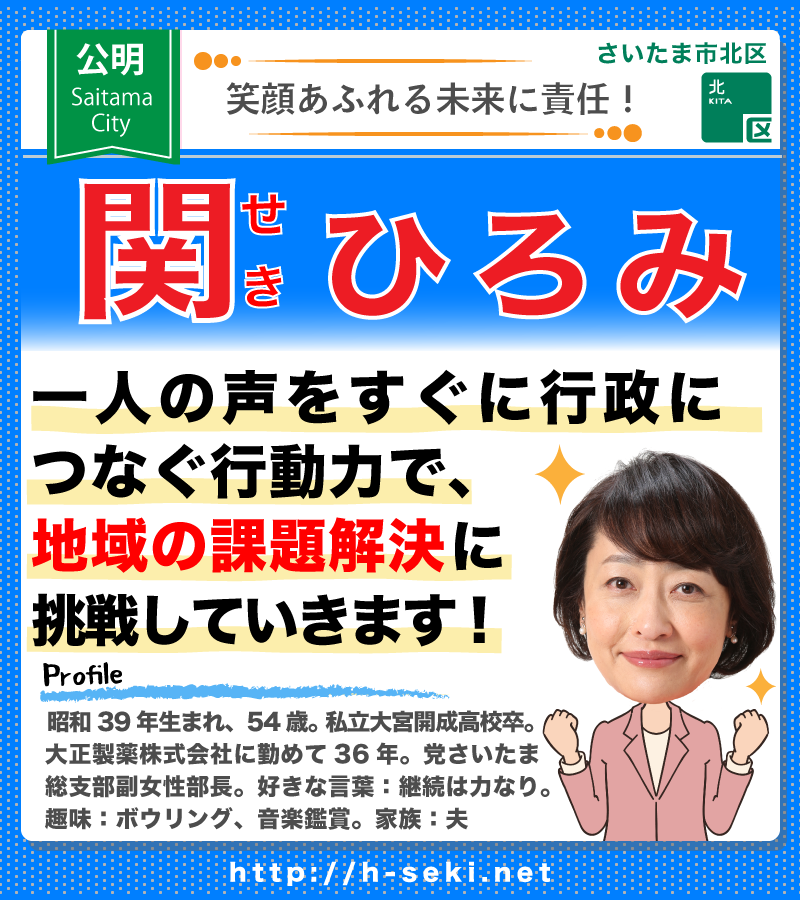 公明
Saitama
City
笑顔あふれる未来に責任！
さいたま市北区
北
KITA
区
関 せき ひろみ
一人の声をすぐに行政に
つなぐ行動力で、
地域の課題解決に
挑戦していきます！
Profile
昭和39年生まれ、54歳。私立大宮開成高校卒。
大正製薬株式会社に勤めて36年。党さいたま
総支部副女性部長。好きな言葉：継続は力なり。
趣味：ボウリング、音楽鑑賞。家族：夫
http://h-seki.net